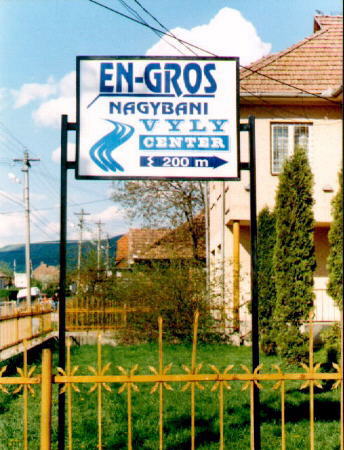 EN-GROS
NAGYBANI
VYLY
CENTER
200 m